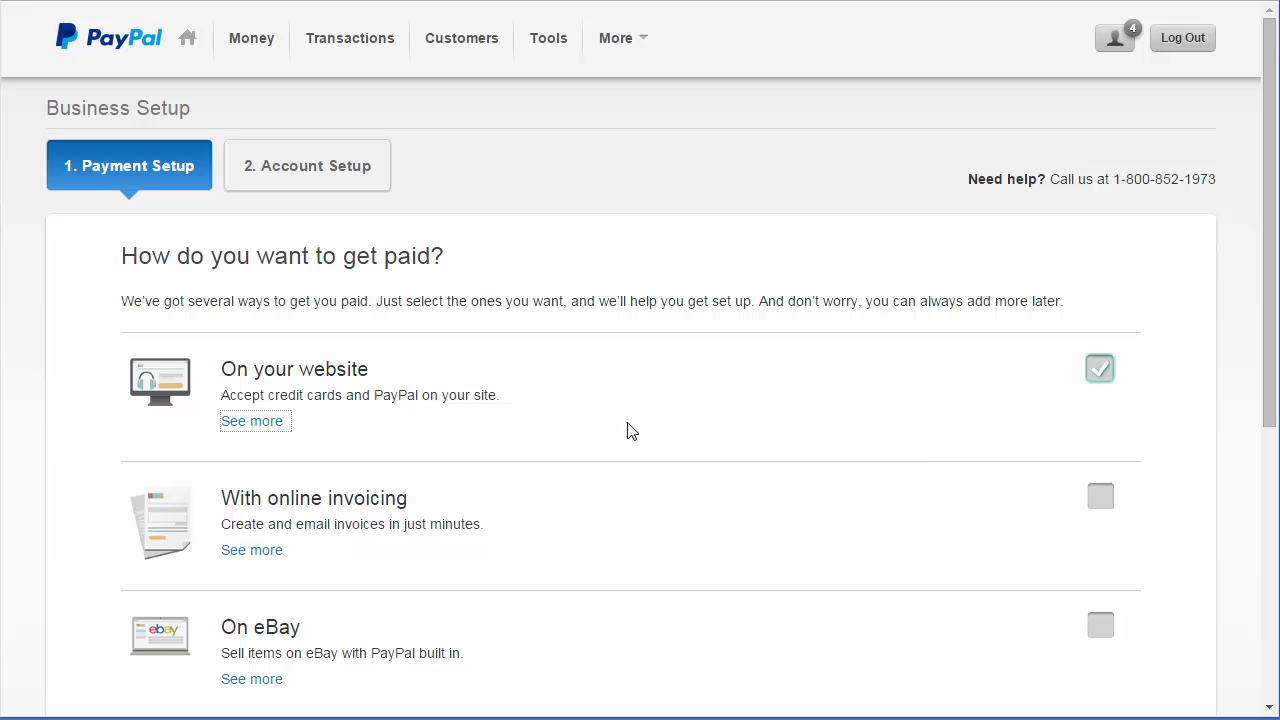 PayPal
Money
Transactions
Customers
Tools
More
4
Log Out
Business Setup
1. Payment Setup
2. Account Setup
Need help? Call us at 1-800-852-1973
How do you want to get paid?
We've got several ways to get you paid. Just select the ones you want, and we'll help you get set up. And don't worry, you can always add more later.
On your website
Accept credit cards and PayPal on your site.
See more
With online invoicing
Create and email invoices in just minutes.
See more
ebay
On eBay
Sell items on eBay with PayPal built in.
See more